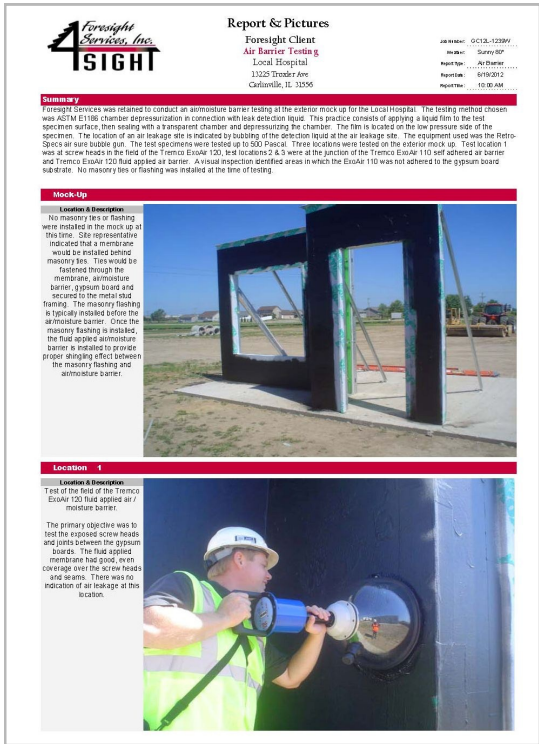 Foresight
Services, Inc.
4SIGHT
Report & Pictures
Foresight Client
Air Barrier Testing
Local Hospital
13225 Troxler Ave
Carlinville, IL 31556
Job Number: GC12L-1239W
Weather: Sunny 80°
Report Type: Air Barrier
Report Date: 6/19/2012
Report Time: 10:00 AM
Summary
Foresight Services was retained to conduct an air/moisture barrier testing at the exterior mock up for the Local Hospital. The testing method chosen
was ASTM E1186 chamber depressurization in connection with leak detection liquid. This practice consists of applying a liquid film to the test
specimen surface, then sealing with a transparent chamber and depressurizing the chamber. The film is located on the low pressure side of the
specimen. The location of an air leakage site is indicated by bubbling of the detection liquid at the air leakage site. The equipment used was the Retro-
Specs air sure bubble gun. The test specimens were tested up to 500 Pascal. Three locations were tested on the exterior mock up. Test location 1
was at screw heads in the field of the Tremco ExoAir 120, test locations 2 & 3 were at the junction of the Tremco ExoAir 110 self adhered air barrier
and Tremco ExoAir 120 fluid applied air barrier. A visual inspection identified areas in which the ExoAir 110 was not adhered to the gypsum board
substrate. No masonry ties or flashing was installed at the time of testing.
Mock-Up
Location & Description
No masonry ties or flashing
were installed in the mock up at
this time. Site representative
indicated that a membrane
would be installed behind
masonry ties. Ties would be
fastened through the
membrane, air/moisture
barrier, gypsum board and
secured to the metal stud
framing. The masonry flashing
is typically installed before the
air/moisture barrier. Once the
masonry flashing is installed,
the fluid applied air/moisture
barrier is installed to provide
proper shingling effect between
the masonry flashing and
air/moisture barrier.
Location 1
Location & Description
Test of the field of the Tremco
ExoAir 120 fluid applied air /
moisture barrier.
The primary objective was to
test the exposed screw heads
and joints between the gypsum
boards. The fluid applied
membrane had good, even
coverage over the screw heads
and seams. There was no
indication of air leakage at this
location.